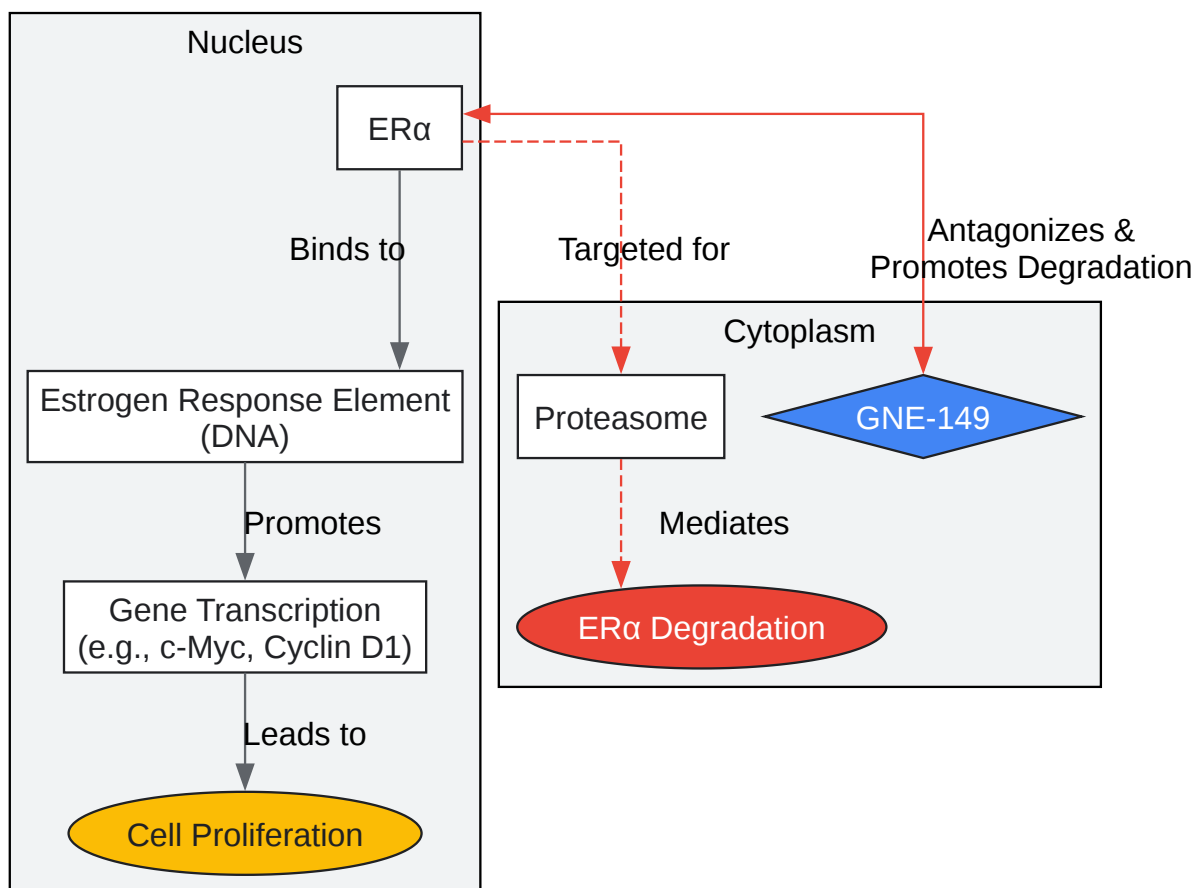 Nucleus
ERα
Binds to
Targeted for
Antagonizes &
Promotes Degradation
Cytoplasm
Estrogen Response Element
(DNA)
Proteasome
GNE-149
Promotes
Mediates
Gene Transcription
(e.g., c-Myc, Cyclin D1)
ERα Degradation
Leads to
Cell Proliferation